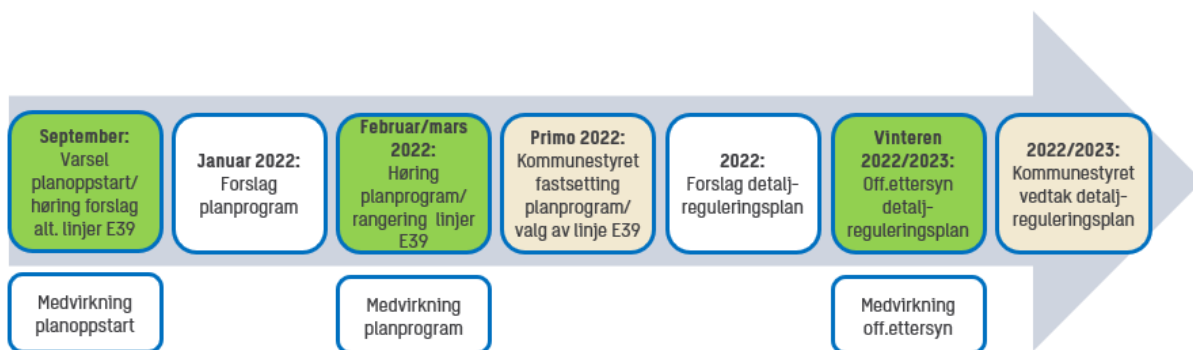 September:
Varsel
planoppstart/
høring forslag
alt. linjer E39
Januar 2022:
Forslag
planprogram
Februar/mars
2022:
Høring
planprogram/
rangering linjer
E39
Primo 2022:
Kommunestyret
fastsetting
planprogram/
valg av linje E39
2022:
Forslag detalj-
reguleringsplan
Vinteren
2022/2023:
Off.ettersyn
detalj-
reguleringsplan
2022/2023:
Kommunestyret
vedtak detalj-
reguleringsplan
Medvirkning
planoppstart
Medvirkning
planprogram
Medvirkning
off.ettersyn